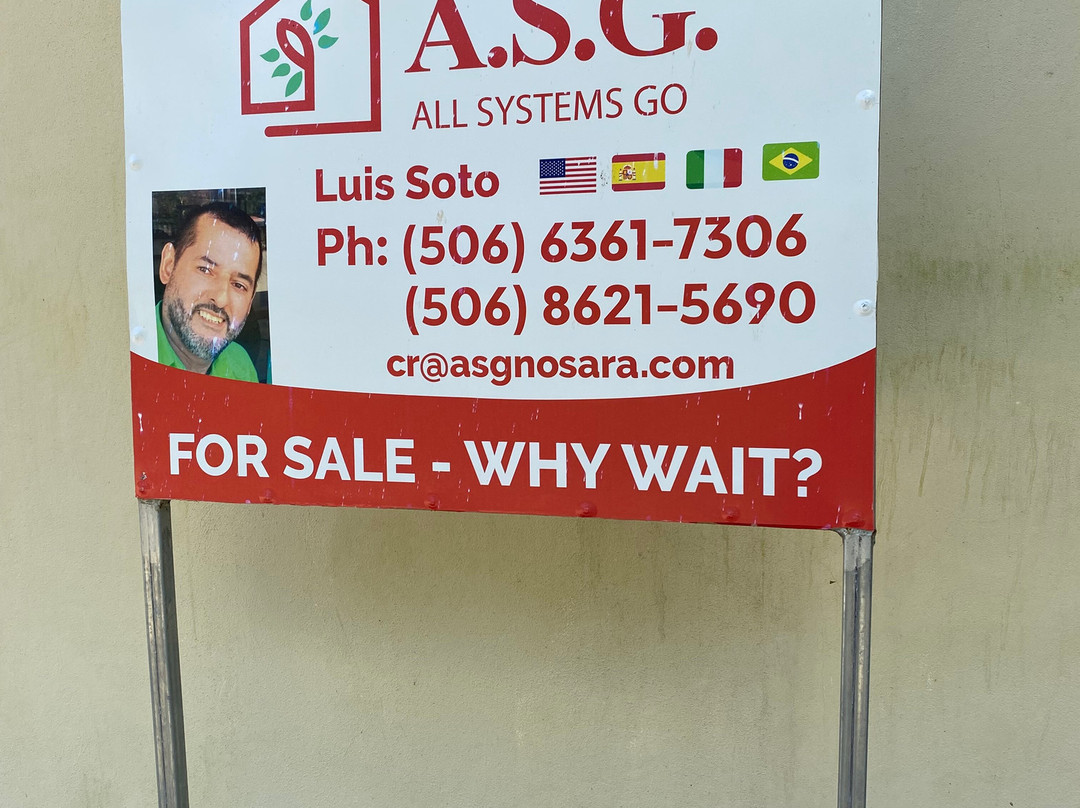 A.S.G.
ALL SYSTEMS GO
Luis Soto
Ph: (506) 6361-7306
(506) 8621-5690
cr@asgnosara.com
FOR SALE - WHY WAIT?